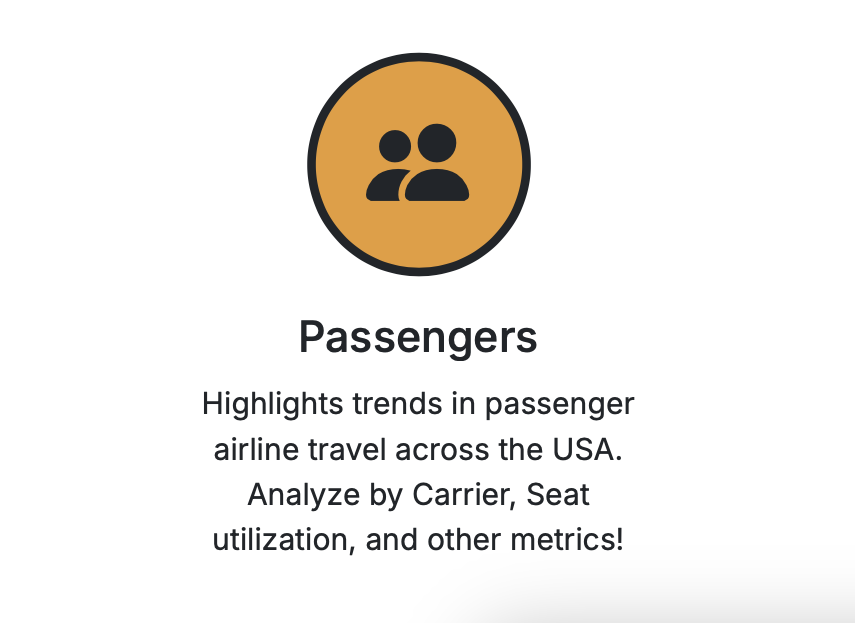 Passengers
Highlights trends in passenger
airline travel across the USA.
Analyze by Carrier, Seat
utilization, and other metrics!